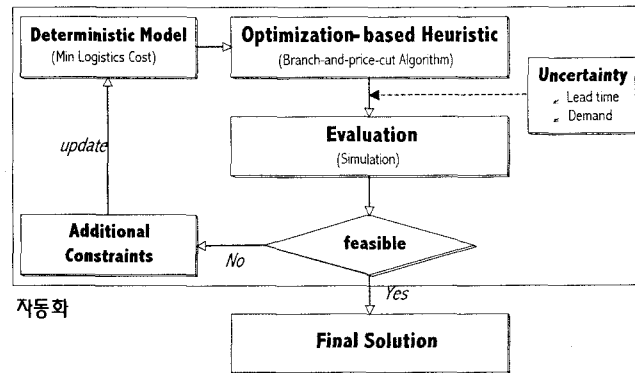 Deterministic Model
(Min Logistics Cost)
Optimization-based Heuristic
(Branch-and-price-cut Algorithm)
Uncertainty
Lead time
Demand
Evaluation
(Simulation)
update
Additional
Constraints
No
feasible
Yes
자동화
Final Solution